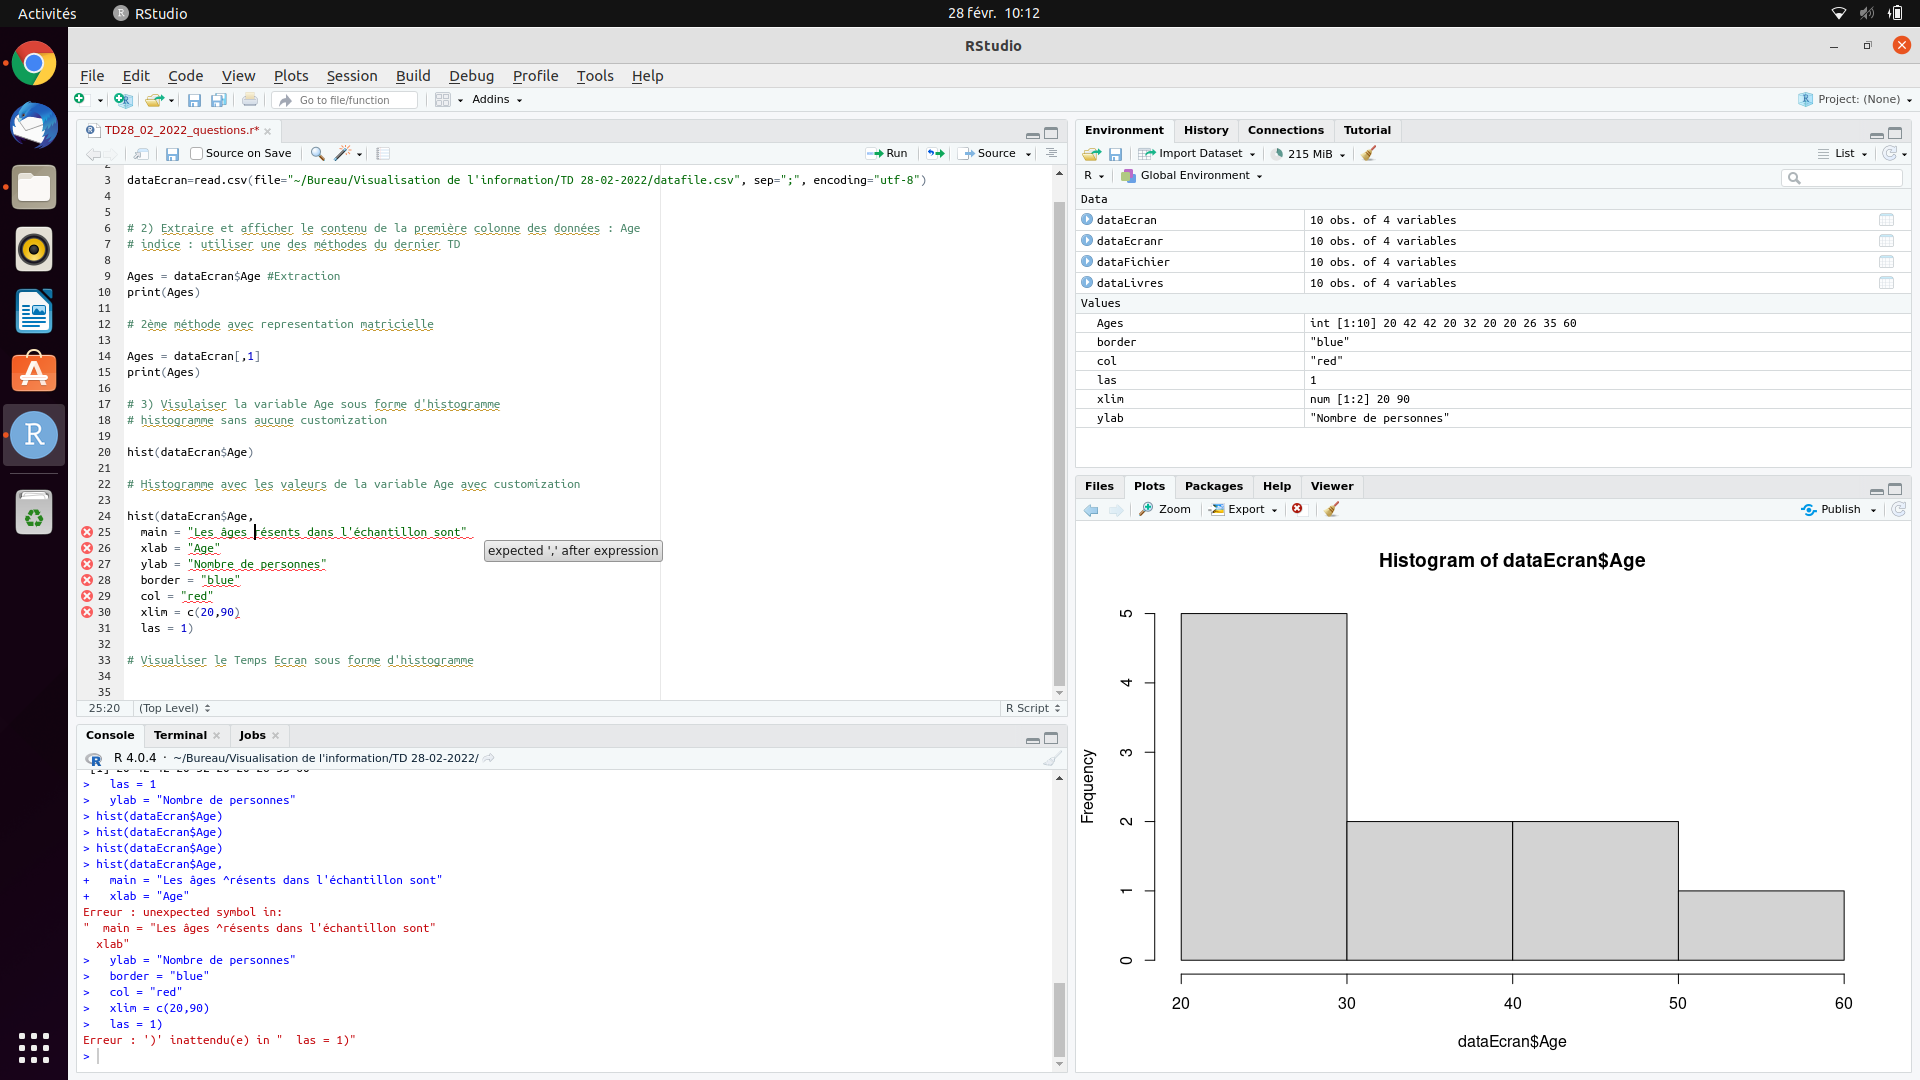 Activités
RStudio
28 févr.  10:12
RStudio
File Edit Code View Plots Session Build Debug Profile Tools Help
Go to file/function
Addins
Project: (None)
TD28_02_2022_questions.r*
Source on Save
Run
Source
2
3 dataEcran=read.csv(file="~/Bureau/Visualisation de l'information/TD 28-02-2022/datafile.csv", sep=";", encoding="utf-8")
4
5
6 # 2) Extraire et afficher le contenu de la première colonne des données : Age
7 # indice : utiliser une des méthodes du dernier TD
8
9 Ages = dataEcran$Age #Extraction
10 print(Ages)
11
12 # 2ème méthode avec representation matricielle
13
14 Ages = dataEcran[,1]
15 print(Ages)
16
17 # 3) Visulaiser la variable Age sous forme d'histogramme
18 # histogramme sans aucune customization
19
20 hist(dataEcran$Age)
21
22 # Histogramme avec les valeurs de la variable Age avec customization
23
24 hist(dataEcran$Age,
25 main = "Les âges résents dans l'échantillon sont"
26 xlab = "Age"
expected ',' after expression
27 ylab = "Nombre de personnes"
28 border = "blue"
29 col = "red"
30 xlim = c(20,90)
31 las = 1)
32
33 # Visualiser le Temps Ecran sous forme d'histogramme
34
35
25:20 (Top Level) R Script
Console Terminal Jobs
R 4.0.4 · ~/Bureau/Visualisation de l'information/TD 28-02-2022/
[1] 20 42 42 20 32 20 20 26 35 60
> las = 1
> ylab = "Nombre de personnes"
> hist(dataEcran$Age)
> hist(dataEcran$Age)
> hist(dataEcran$Age)
> hist(dataEcran$Age,
+ main = "Les âges ^résents dans l'échantillon sont"
+ xlab = "Age"
Erreur : unexpected symbol in:
" main = "Les âges ^résents dans l'échantillon sont"
xlab"
> ylab = "Nombre de personnes"
> border = "blue"
> col = "red"
> xlim = c(20,90)
> las = 1)
Erreur : ')' inattendu(e) in " las = 1)"
>
Environment History Connections Tutorial
Import Dataset 215 MiB List
R Global Environment
Data
dataEcran 10 obs. of 4 variables
dataEcranr 10 obs. of 4 variables
dataFichier 10 obs. of 4 variables
dataLivres 10 obs. of 4 variables
Values
Ages int [1:10] 20 42 42 20 32 20 20 26 35 60
border "blue"
col "red"
las 1
xlim num [1:2] 20 90
ylab "Nombre de personnes"
Files Plots Packages Help Viewer
Zoom Export Publish
Histogram of dataEcran$Age
Frequency
5
4
3
2
1
0
20 30 40 50 60
dataEcran$Age